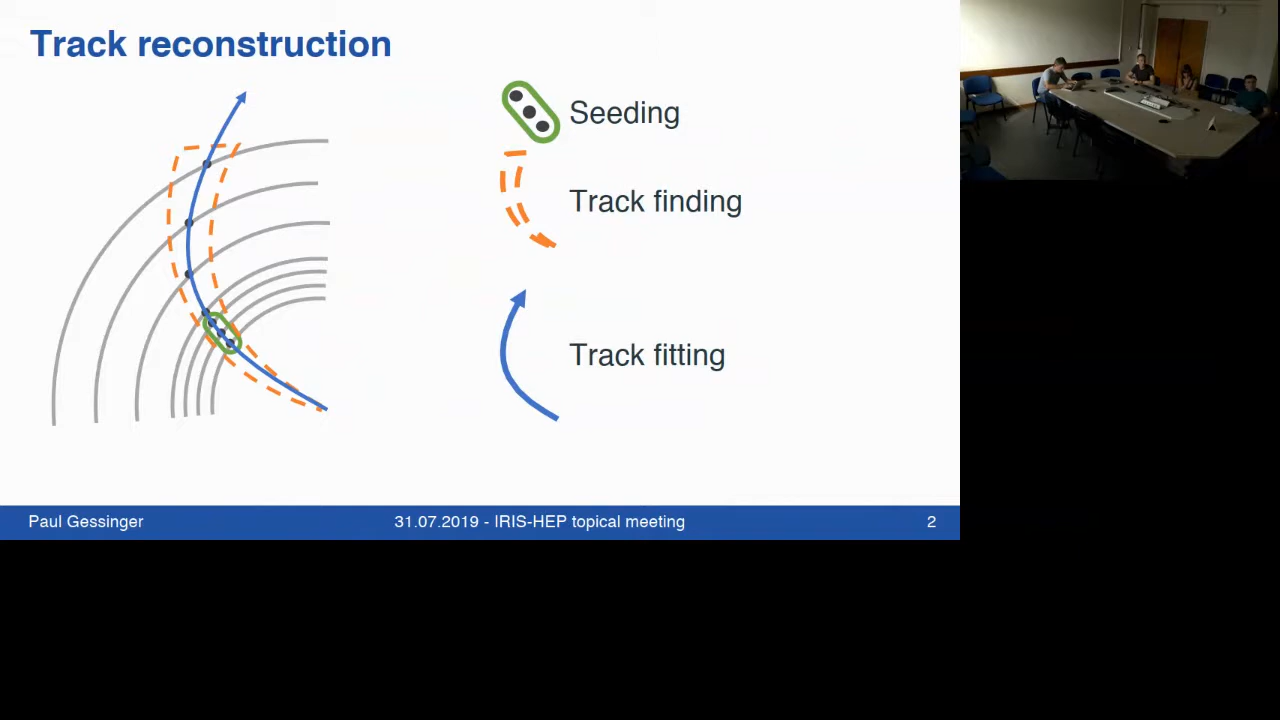 Track reconstruction
Seeding
Track finding
Track fitting
Paul Gessinger
31.07.2019 - IRIS-HEP topical meeting
2